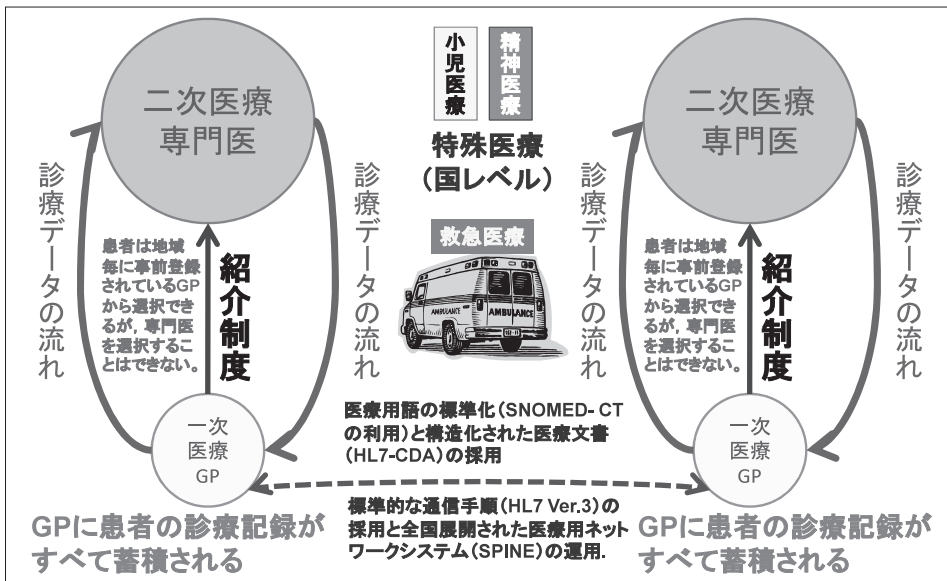 二次医療
専門医
診療データの流れ
患者は地域
毎に事前登録
されているGP
から選択でき
るが，専門医
を選択するこ
とはできない。
紹介制度
診療データの流れ
一次
医療
GP
GPに患者の診療記録が
すべて蓄積される
小児医療
精神医療
特殊医療
（国レベル）
救急医療
AMBULANCE
AMBULANCE
医療用語の標準化（SNOMED- CT
の利用）と構造化された医療文書
（HL7-CDA）の採用
標準的な通信手順（HL7 Ver.3）の
採用と全国展開された医療用ネット
ワークシステム（SPINE）の運用.
二次医療
専門医
診療データの流れ
患者は地域
毎に事前登録
されているGP
から選択でき
るが，専門医
を選択するこ
とはできない。
紹介制度
診療データの流れ
一次
医療
GP
GPに患者の診療記録が
すべて蓄積される